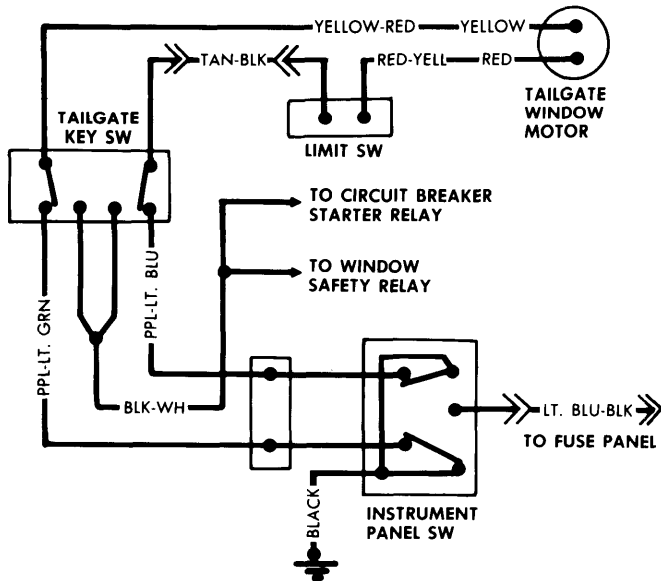 YELLOW-RED
YELLOW
TAN-BLK
RED-YELL
RED
TAILGATE
WINDOW
MOTOR
TAILGATE
KEY SW
LIMIT SW
TO CIRCUIT BREAKER
STARTER RELAY
TO WINDOW
SAFETY RELAY
PPL-LT. GRN
PPL-LT. BLU
BLK-WH
LT. BLU-BLK
TO FUSE PANEL
BLACK
INSTRUMENT
PANEL SW